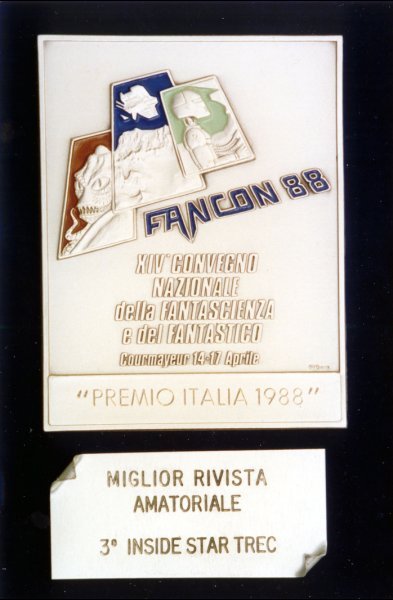 FANCON 88
XIV° CONVEGNO
NAZIONALE
della FANTASCIENZA
e del FANTASTICO
Courmayeur 14-17 Aprile
"PREMIO ITALIA 1988"
MIGLIOR RIVISTA
AMATORIALE
3° INSIDE STAR TREC